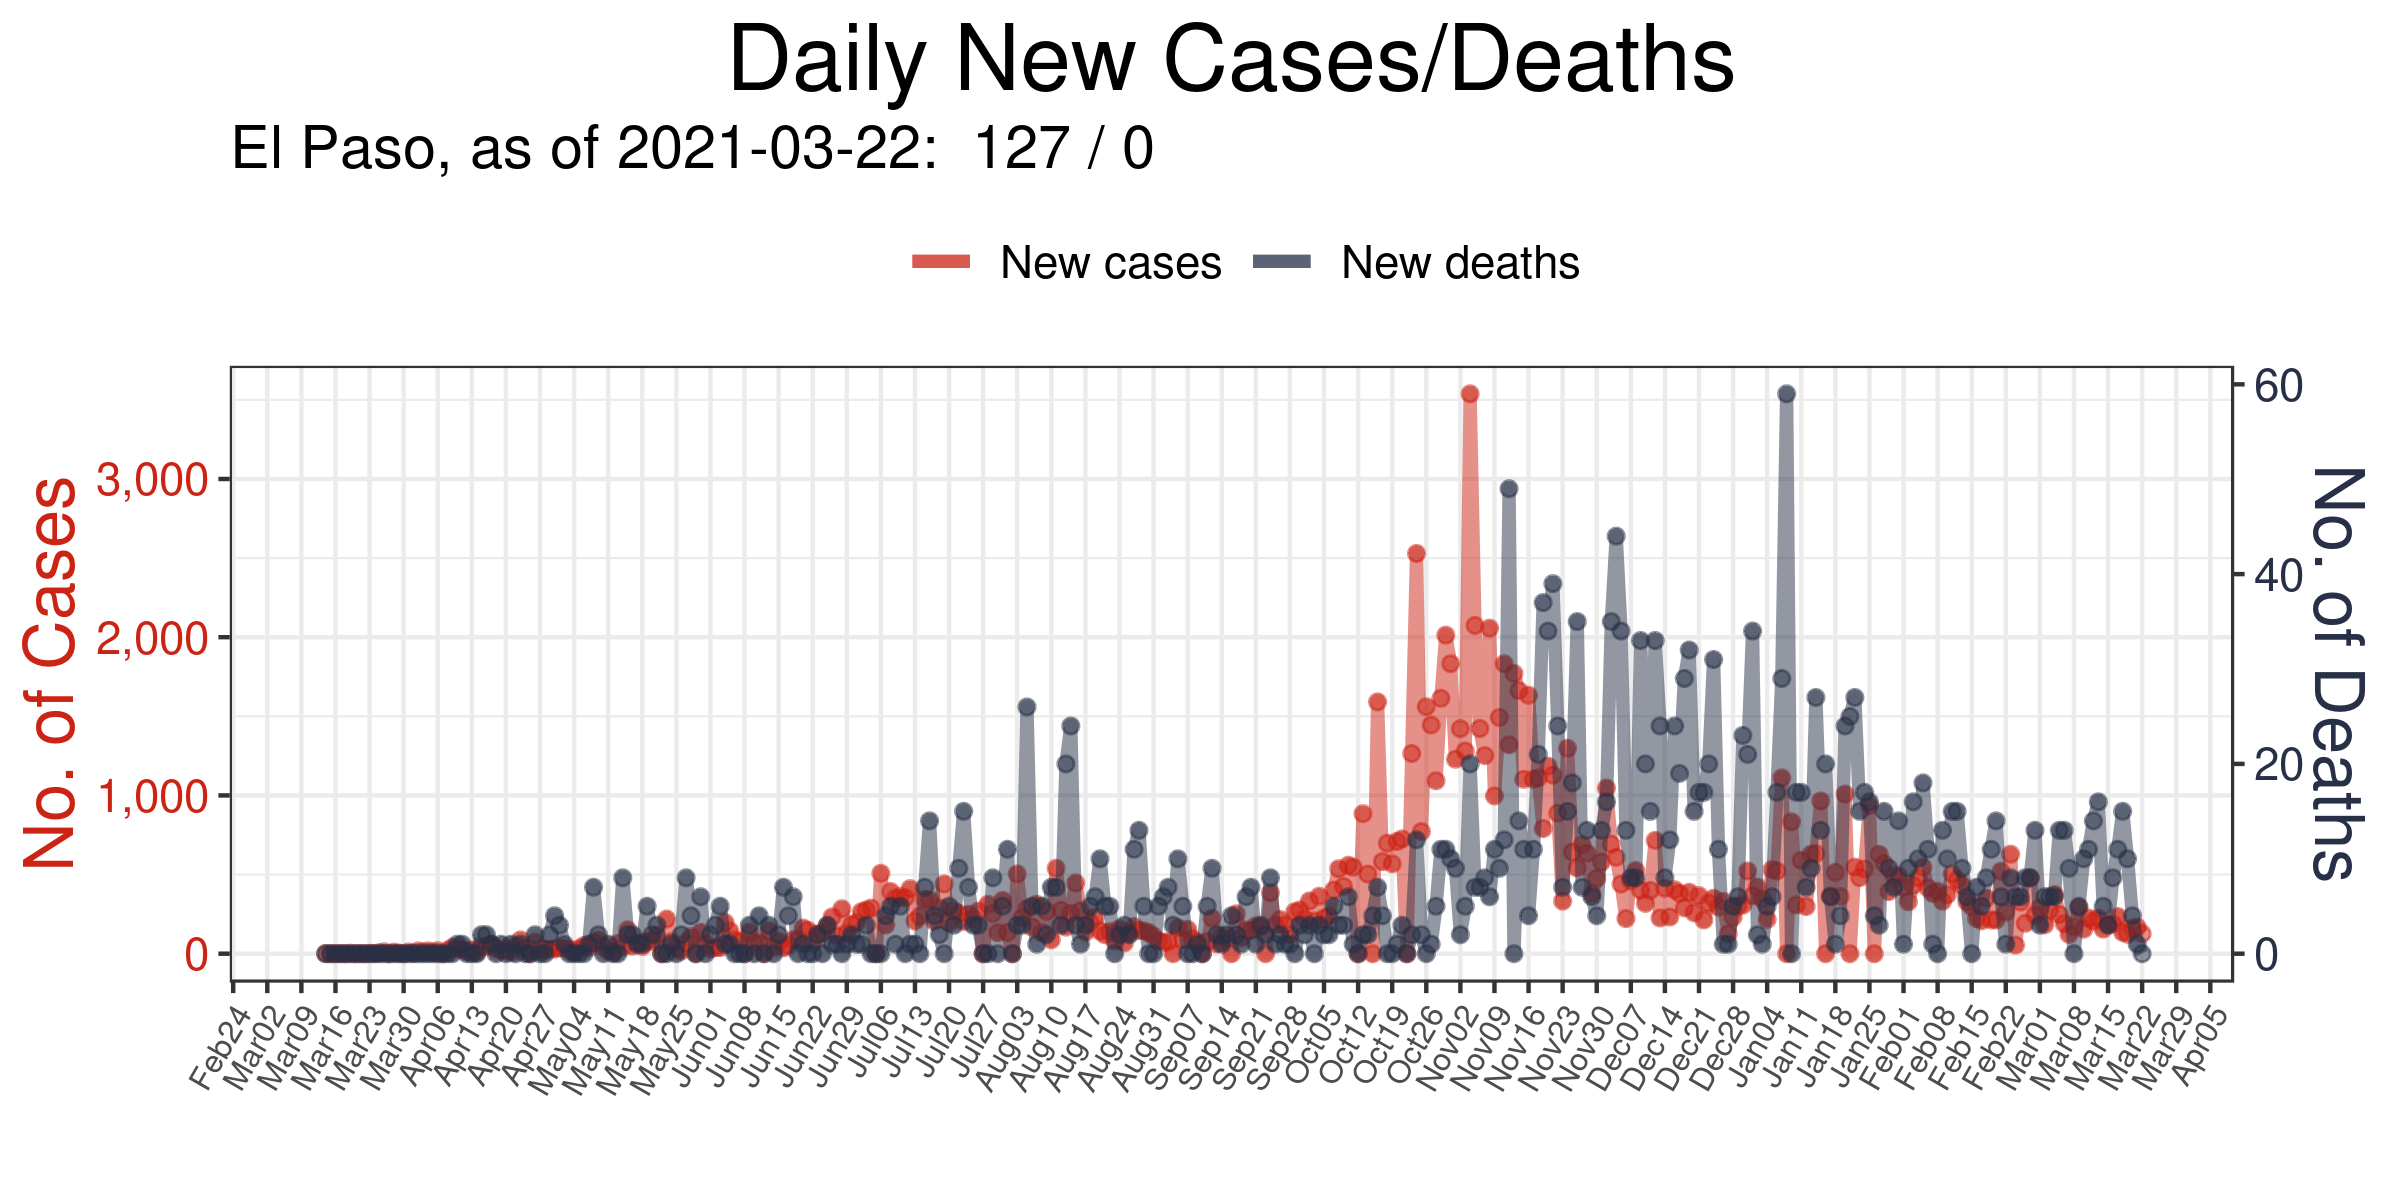 Daily New Cases/Deaths
El Paso, as of 2021-03-22:  127 / 0
New cases New deaths
No. of Cases
3,000
2,000
1,000
0
60
40
20
0
No. of Deaths
Feb24 Mar02 Mar09 Mar16 Mar23 Mar30 Apr06 Apr13 Apr20 Apr27 May04 May11 May18 May25 Jun01 Jun08 Jun15 Jun22 Jun29 Jul06 Jul13 Jul20 Jul27 Aug03 Aug10 Aug17 Aug24 Aug31 Sep07 Sep14 Sep21 Sep28 Oct05 Oct12 Oct19 Oct26 Nov02 Nov09 Nov16 Nov23 Nov30 Dec07 Dec14 Dec21 Dec28 Jan04 Jan11 Jan18 Jan25 Feb01 Feb08 Feb15 Feb22 Mar01 Mar08 Mar15 Mar22 Mar29 Apr05